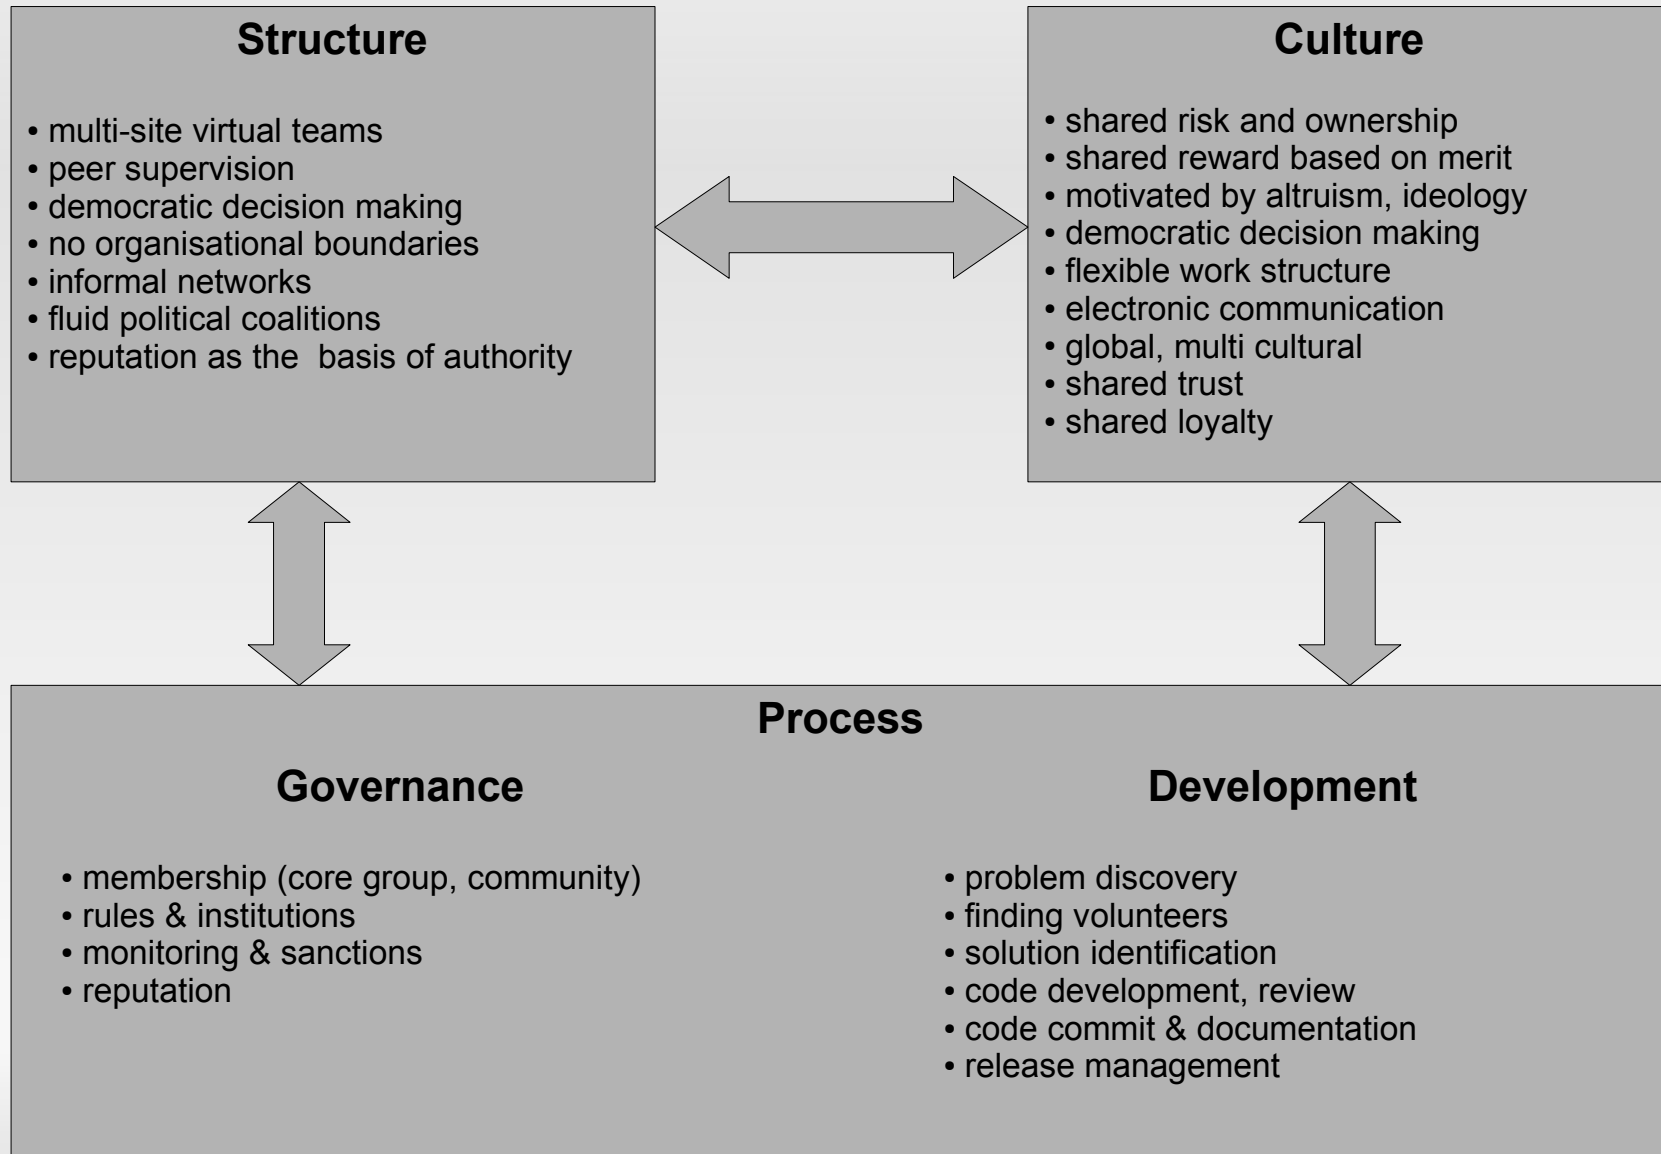 Structure
• multi-site virtual teams
• peer supervision
• democratic decision making
• no organisational boundaries
• informal networks
• fluid political coalitions
• reputation as the  basis of authority
Culture
• shared risk and ownership
• shared reward based on merit
• motivated by altruism, ideology
• democratic decision making
• flexible work structure
• electronic communication
• global, multi cultural
• shared trust
• shared loyalty
Process
Governance
• membership (core group, community)
• rules & institutions
• monitoring & sanctions
• reputation
Development
• problem discovery
• finding volunteers
• solution identification
• code development, review
• code commit & documentation
• release management